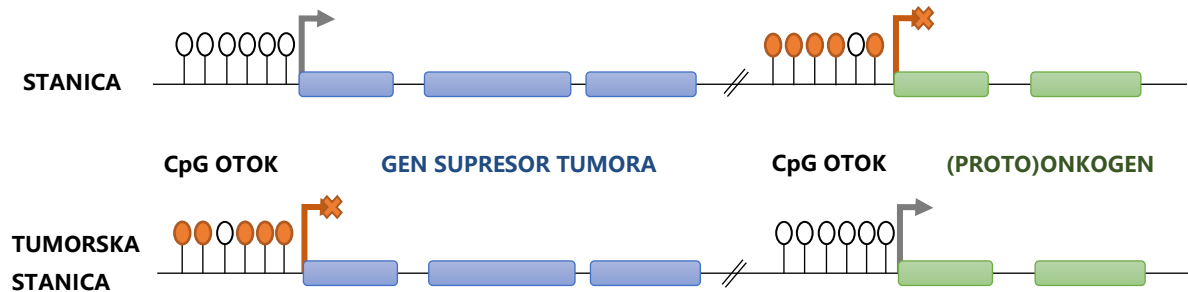 STANICA
CpG OTOK GEN SUPRESOR TUMORA CpG OTOK (PROTO)ONKOGEN
TUMORSKA
STANICA